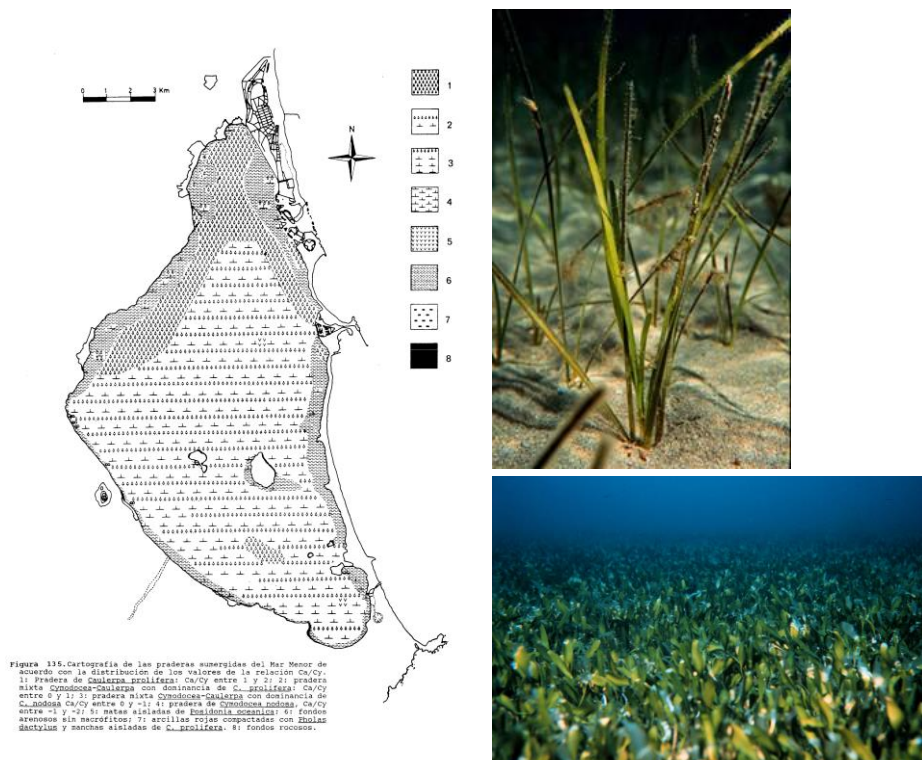 0 1 2 3 Km
N
1
2
3
4
5
6
7
8
Figura 135.Cartografía de las praderas sumergidas del Mar Menor de
acuerdo con la distribución de los valores de la relación Ca/Cy.
1: Pradera de Caulerpa prolifera: Ca/Cy entre 1 y 2; 2: pradera
mixta Cymodocea-Caulerpa con dominancia de C. prolifera: Ca/Cy
entre 0 y 1; 3: pradera mixta Cymodocea-Caulerpa con dominancia de
C. nodosa Ca/Cy entre 0 y -1; 4: pradera de Cymodocea nodosa, Ca/Cy
entre -1 y -2; 5: matas aisladas de Posidonia oceanica; 6: fondos
arenosos sin macrófitos; 7: arcillas rojas compactadas con Pholas
dactylus y manchas aisladas de C. prolifera. 8: fondos rocosos.